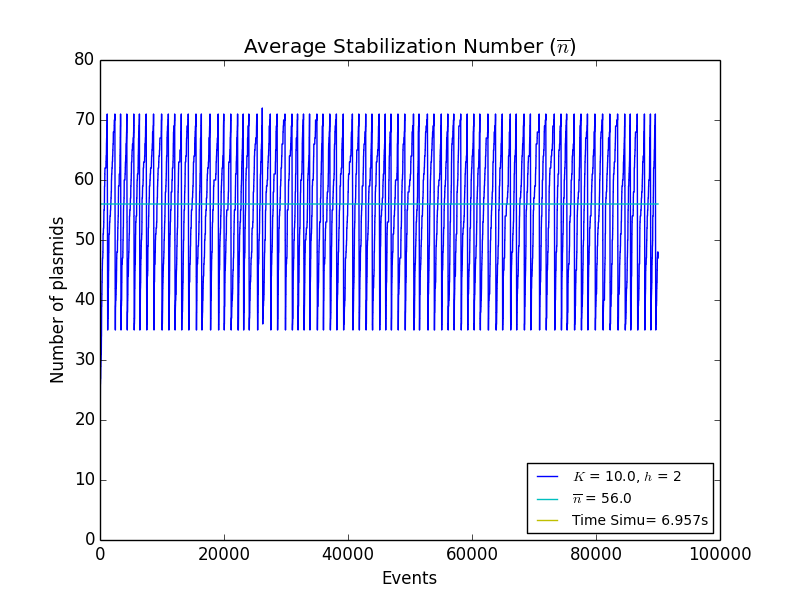 Average Stabilization Number (n̅)
80
70
60
50
40
30
20
10
0
Number of plasmids
0 20000 40000 60000 80000 100000
Events
K = 10.0, h = 2
n̅ = 56.0
Time Simu= 6.957s